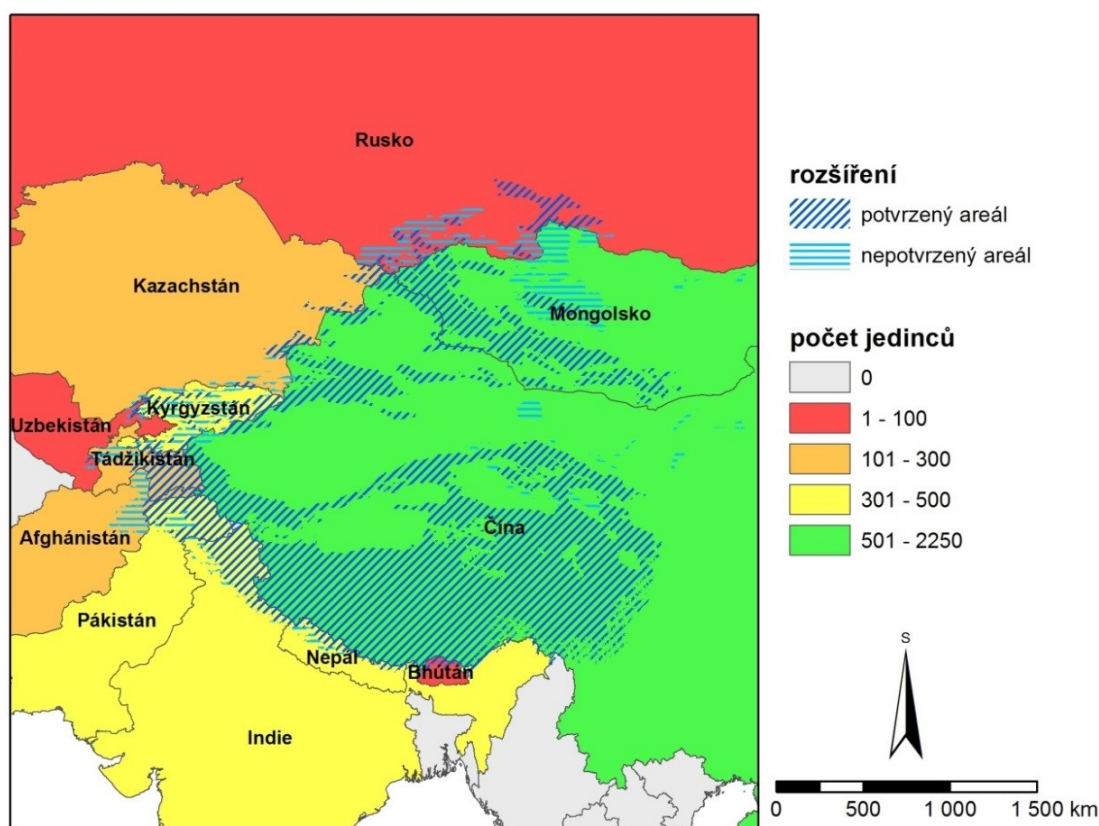 Rusko
Kazachstán
Mongolsko
Kyrgyzstán
Uzbekistán
Tádžikistán
Čína
Afghánistán
Pákistán
Nepál
Bhútán
Indie
rozšíření
potvrzený areál
nepotvrzený areál
počet jedinců
0
1 - 100
101 - 300
301 - 500
501 - 2250
S
0 500 1 000 1 500 km